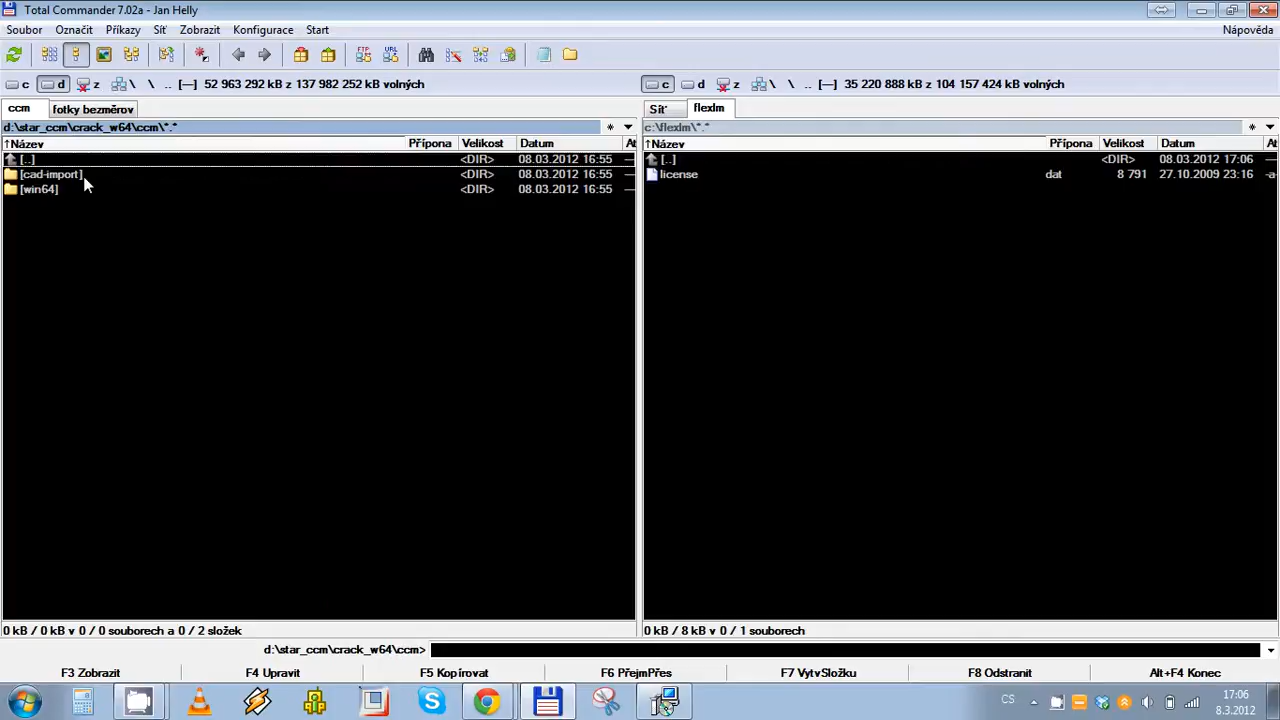 Total Commander 7.02a - Jan Helly
Soubor Označit Příkazy Síť Zobrazit Konfigurace Start Nápověda
FTP URL
c d z \ \ .. [—] 52 963 292 kB z 137 982 252 kB volných
c d z \ \ .. [—] 35 220 888 kB z 104 157 424 kB volných
ccm fotky bezměrov
Síť flexlm
d:\star_ccm\crack_w64\ccm\*.* * ▼
c:\flexlm\*.* * ▼
↑Název Přípona Velikost Datum At
↑Název Přípona Velikost Datum At
[..] <DIR> 08.03.2012 16:55 —
[..] <DIR> 08.03.2012 17:06 —
[cad-import] <DIR> 08.03.2012 16:55 —
license dat 8 791 27.10.2009 23:16 -a
[win64] <DIR> 08.03.2012 16:55 —
0 kB / 0 kB v 0 / 0 souborech a 0 / 2 složek
0 kB / 8 kB v 0 / 1 souborech
d:\star_ccm\crack_w64\ccm>
F3 Zobrazit F4 Upravit F5 Kopírovat F6 PřejmPřes F7 VytvSložku F8 Odstranit Alt+F4 Konec
CS 17:06
8.3.2012